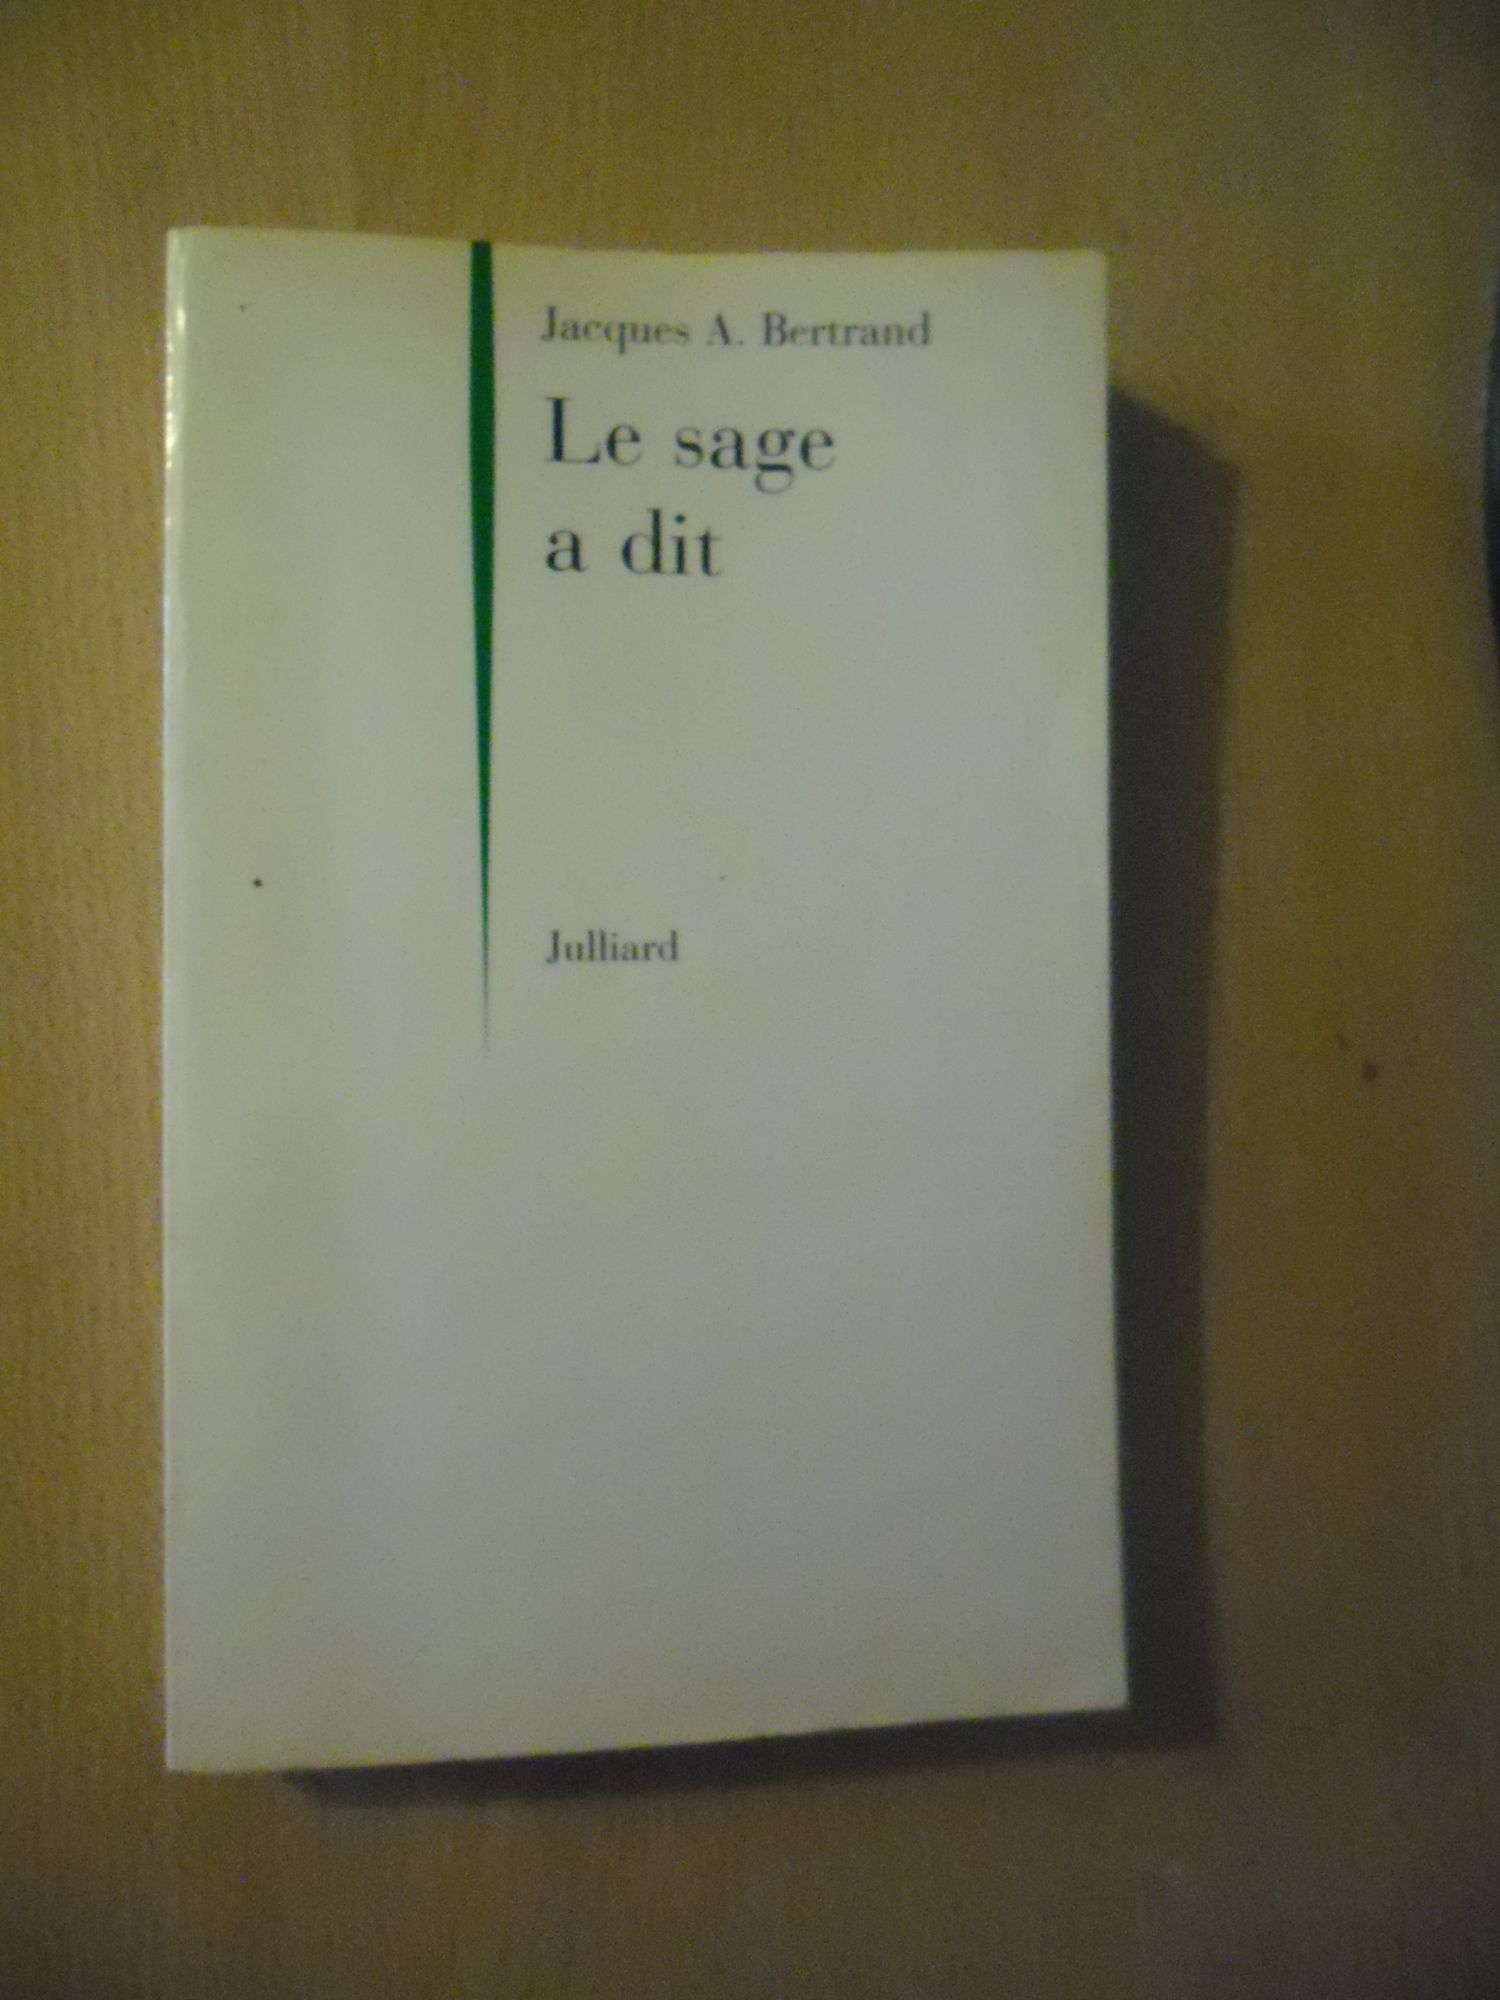 Jacques A. Bertrand
Le sage
a dit
Julliard